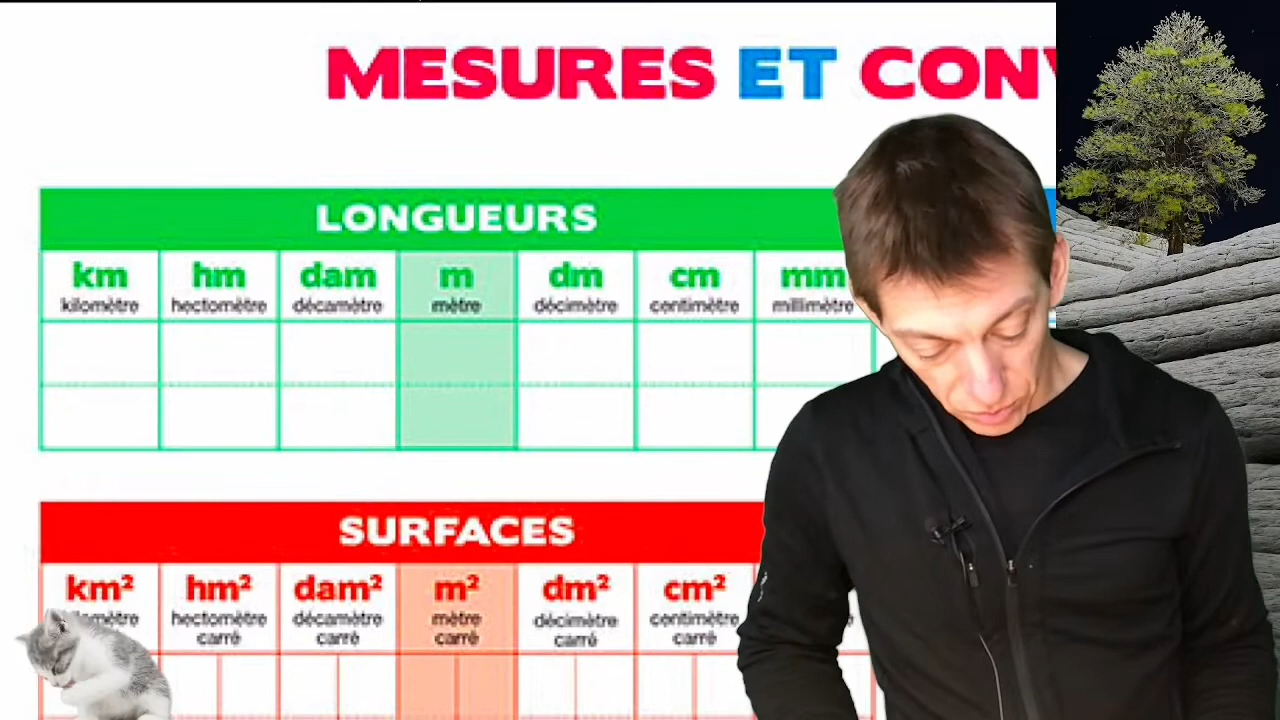 MESURES ET CON
LONGUEURS
km hm dam m dm cm mm
kilomètre hectomètre décamètre mètre décimètre centimètre millimètre
SURFACES
km² hm² dam² m² dm² cm²
hectomètre décamètre mètre décimètre centimètre
carré carré carré carré carré